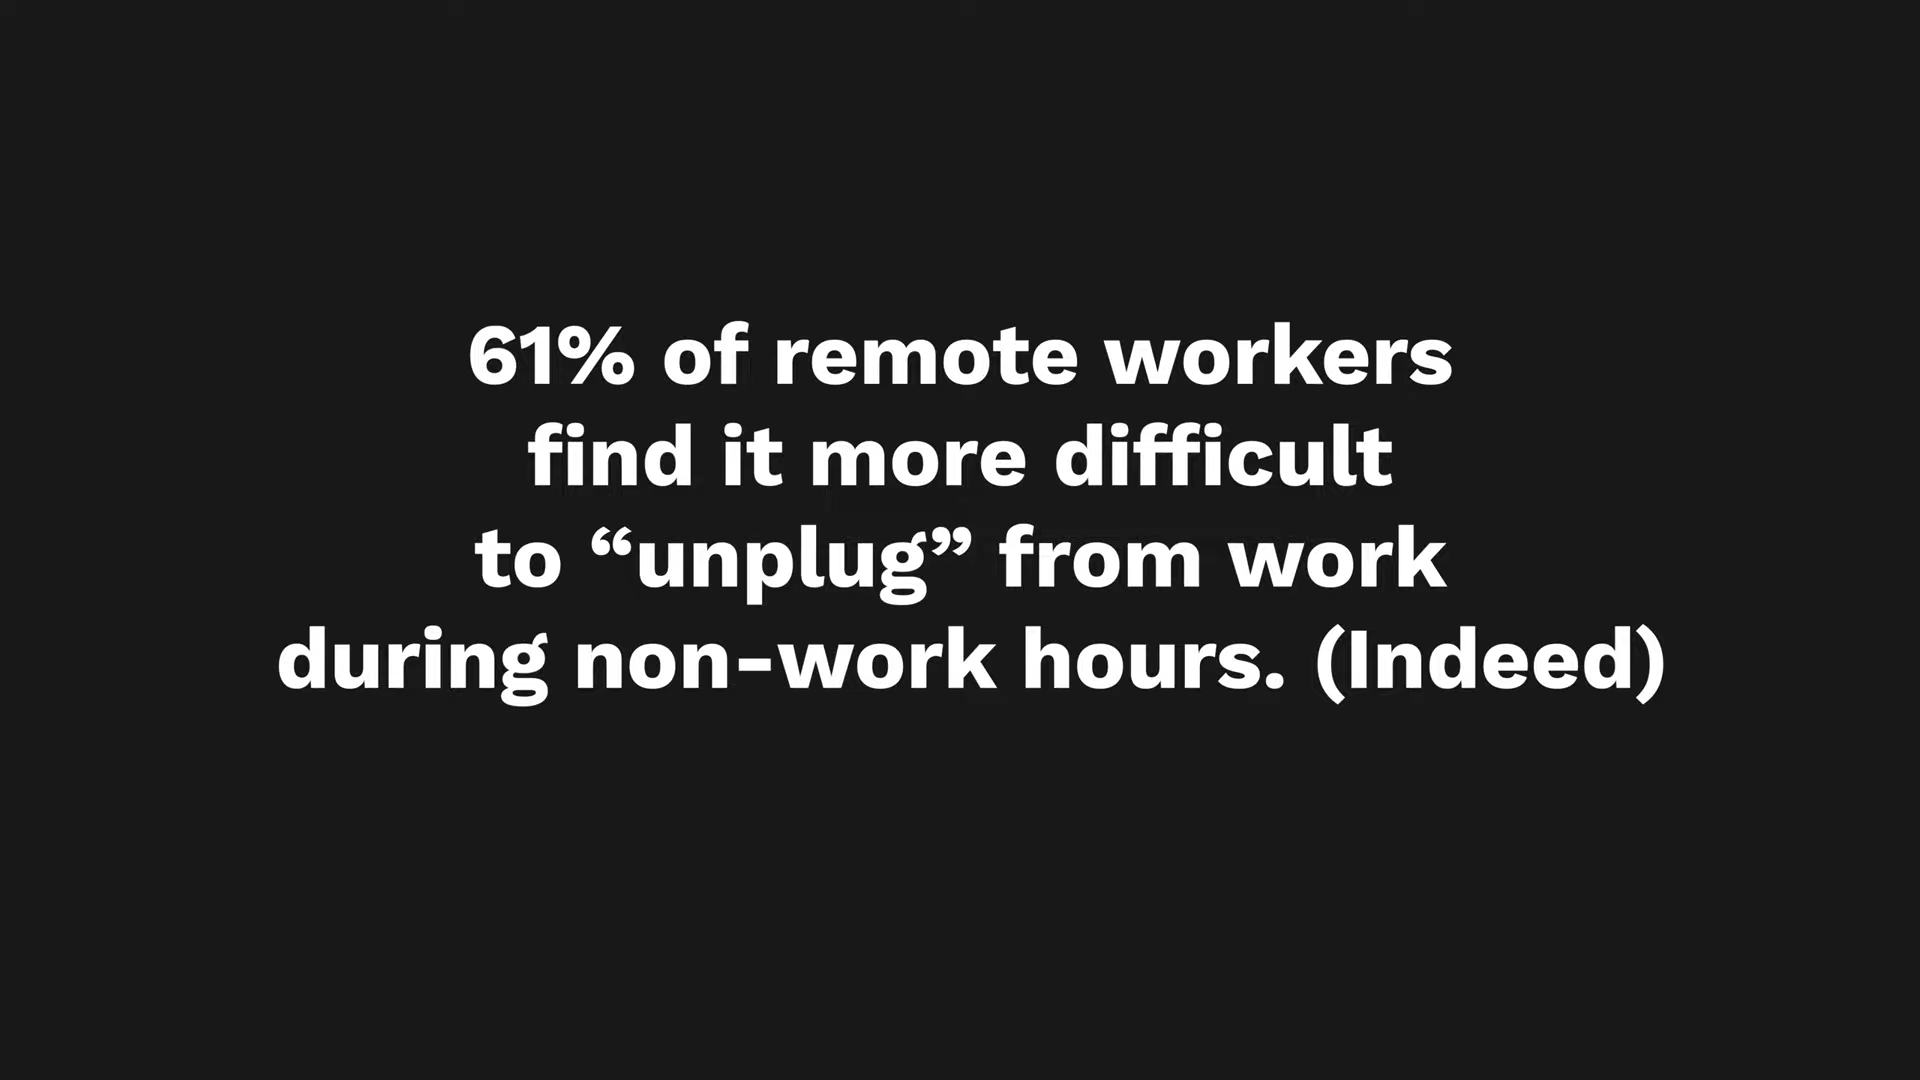 61% of remote workers
find it more difficult
to “unplug” from work
during non-work hours. (Indeed)